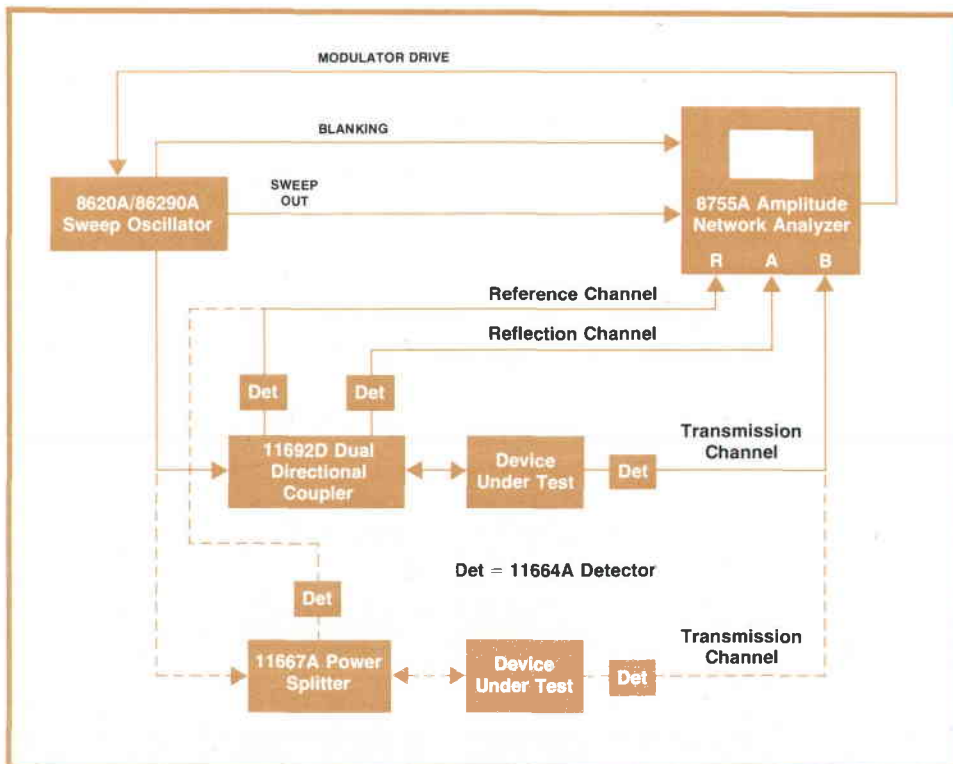 MODULATOR DRIVE
BLANKING
SWEEP
OUT
8620A/86290A
Sweep Oscillator
8755A Amplitude
Network Analyzer
R A B
Reference Channel
Reflection Channel
Det
Det
11692D Dual
Directional
Coupler
Device
Under Test
Det
Transmission
Channel
Det = 11664A Detector
Det
11667A Power
Splitter
Device
Under Test
Det
Transmission
Channel